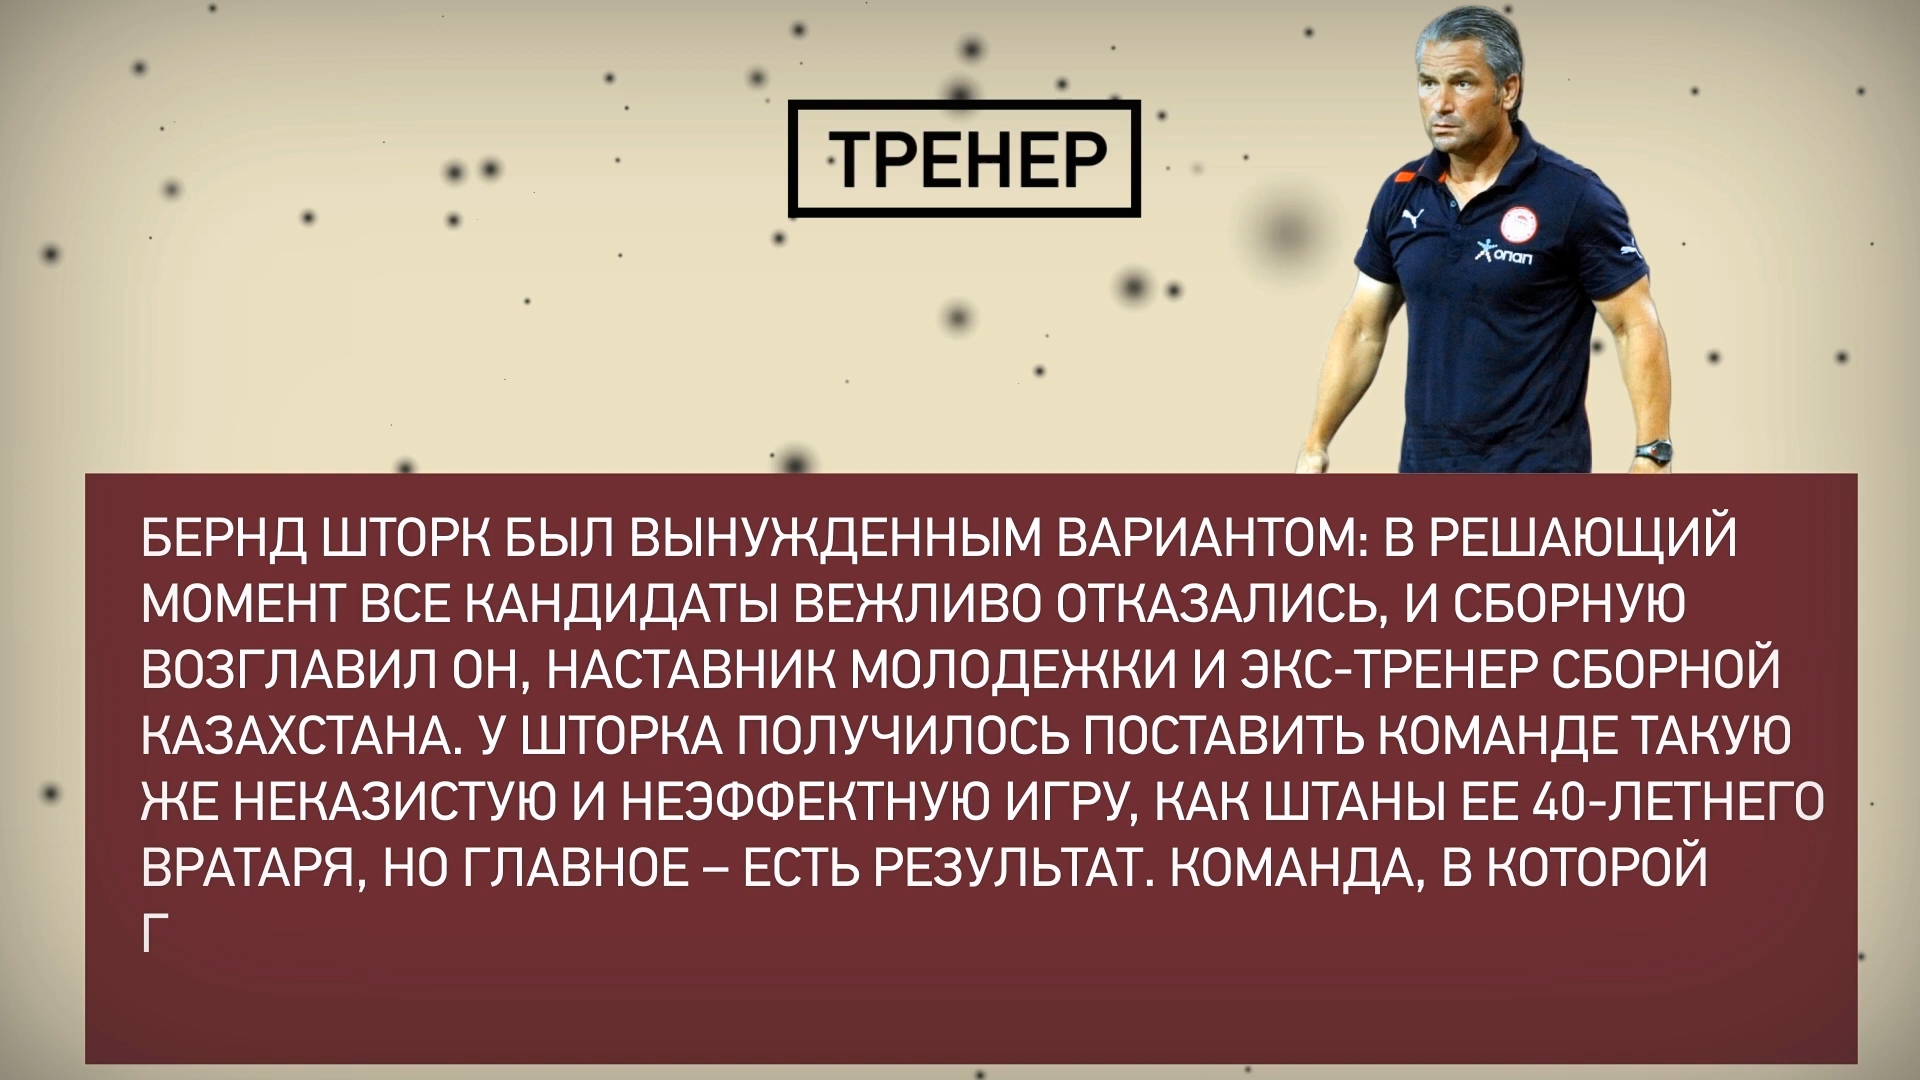 ТРЕНЕР
опап
БЕРНД ШТОРК БЫЛ ВЫНУЖДЕННЫМ ВАРИАНТОМ: В РЕШАЮЩИЙ
МОМЕНТ ВСЕ КАНДИДАТЫ ВЕЖЛИВО ОТКАЗАЛИСЬ, И СБОРНУЮ
ВОЗГЛАВИЛ ОН, НАСТАВНИК МОЛОДЕЖКИ И ЭКС-ТРЕНЕР СБОРНОЙ
КАЗАХСТАНА. У ШТОРКА ПОЛУЧИЛОСЬ ПОСТАВИТЬ КОМАНДЕ ТАКУЮ
ЖЕ НЕКАЗИСТУЮ И НЕЭФФЕКТНУЮ ИГРУ, КАК ШТАНЫ ЕЕ 40-ЛЕТНЕГО
ВРАТАРЯ, НО ГЛАВНОЕ – ЕСТЬ РЕЗУЛЬТАТ. КОМАНДА, В КОТОРОЙ
Г